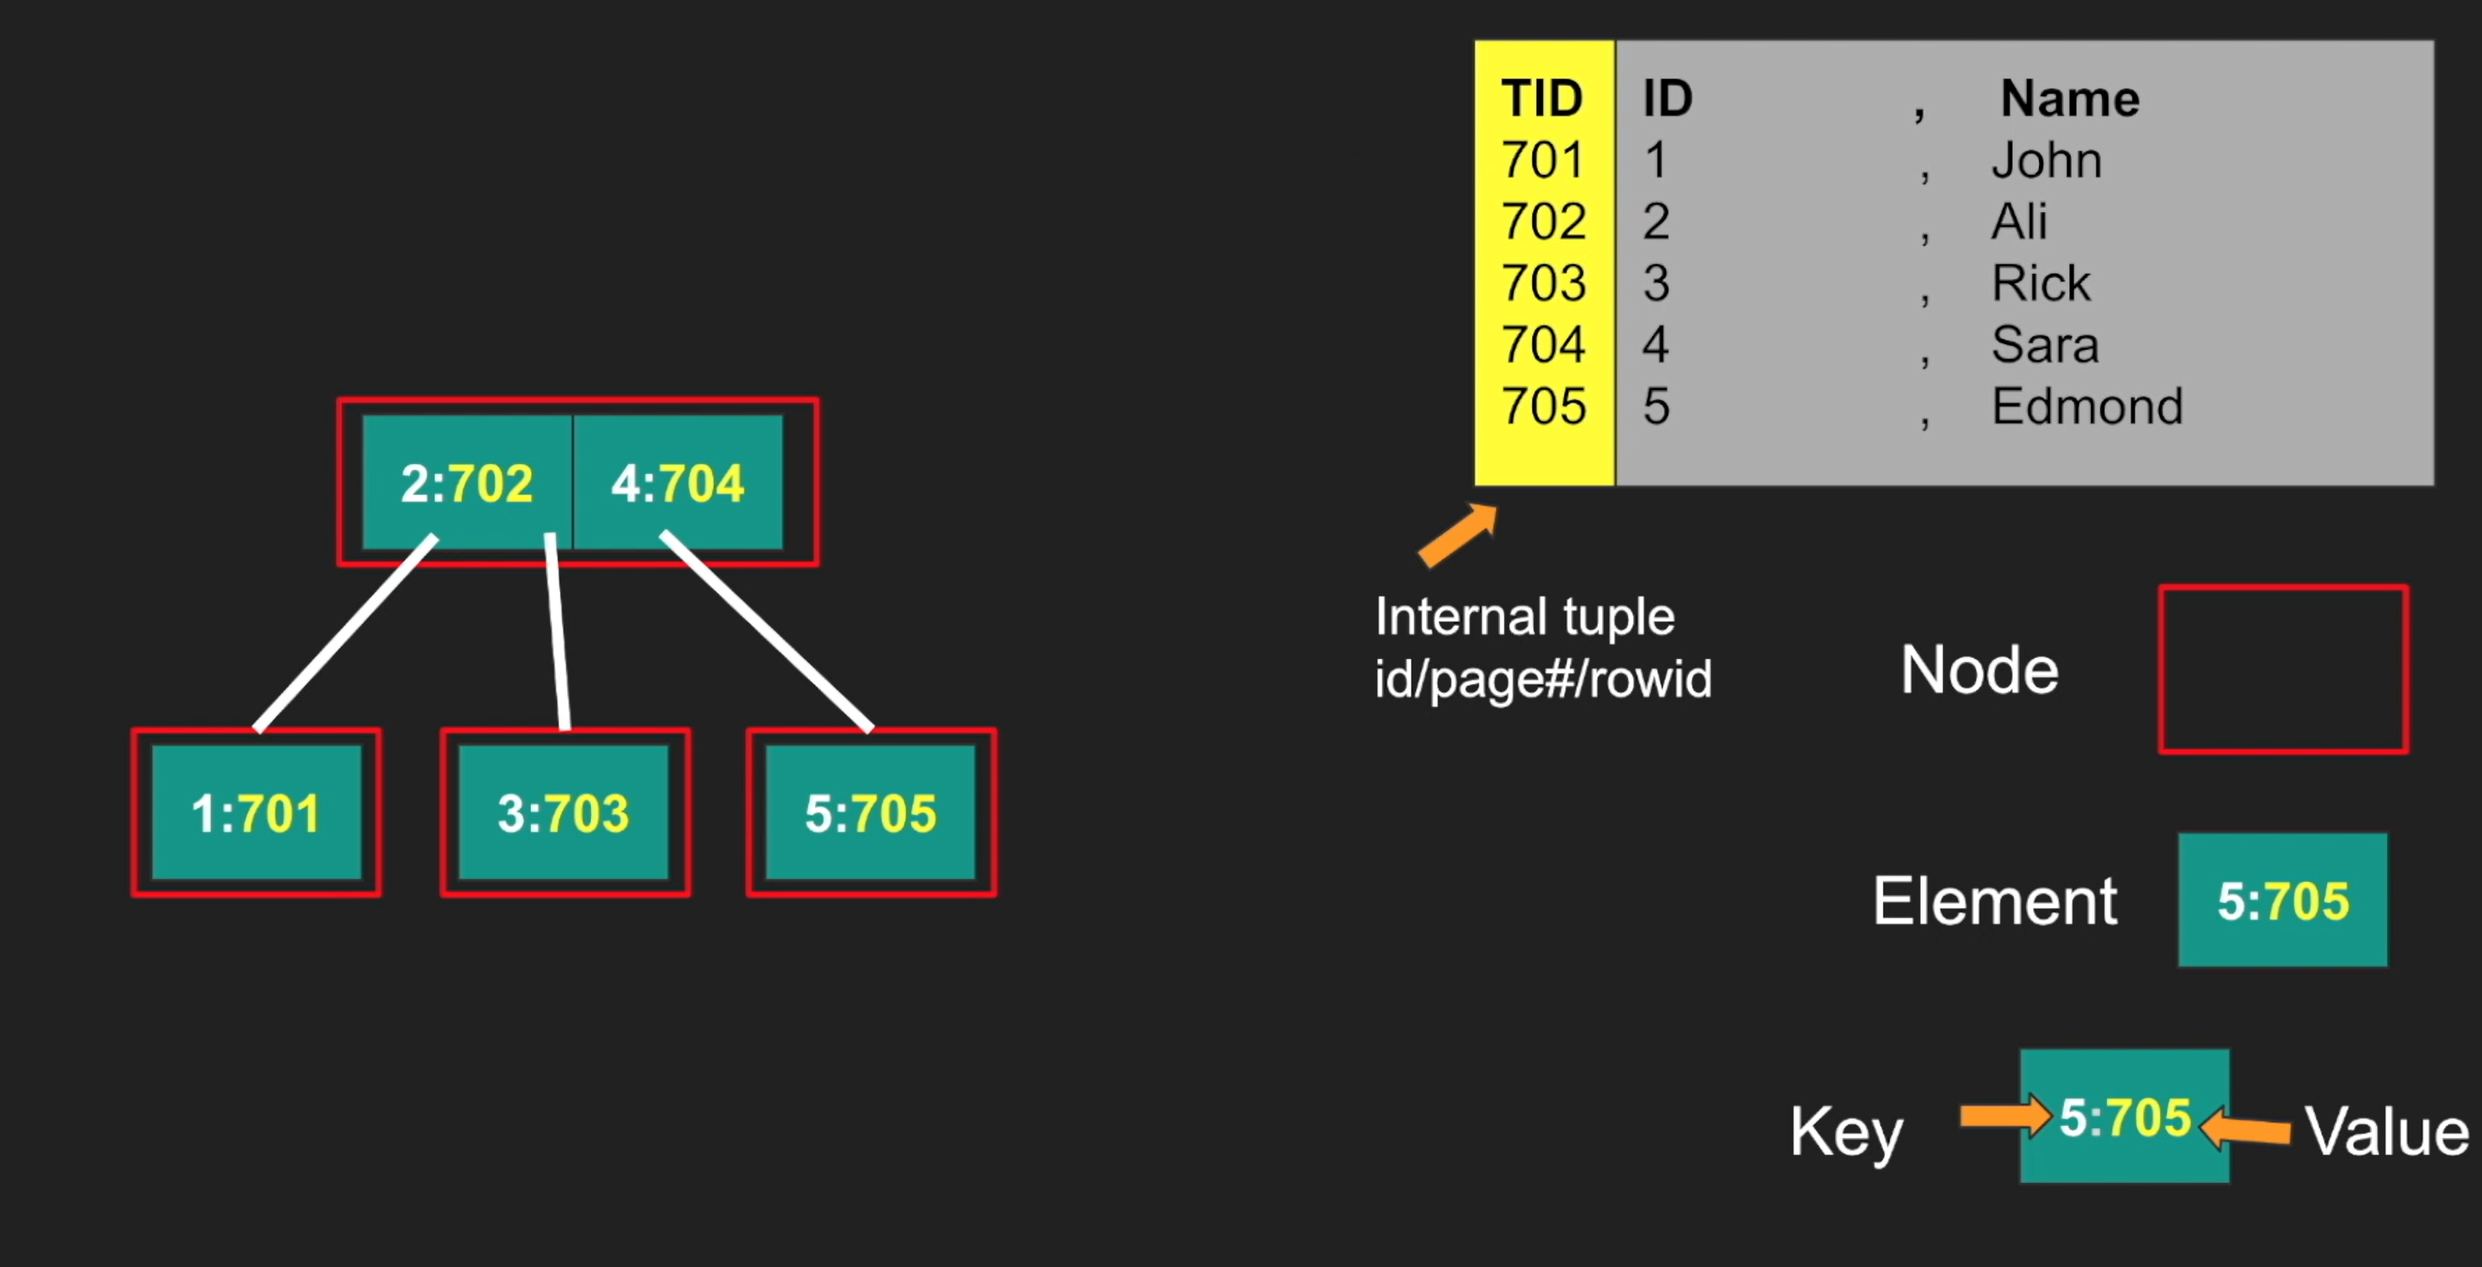 TID ID , Name
701 1 , John
702 2 , Ali
703 3 , Rick
704 4 , Sara
705 5 , Edmond
2:702 4:704
Internal tuple
id/page#/rowid
Node
1:701 3:703 5:705
Element 5:705
Key 5:705 Value